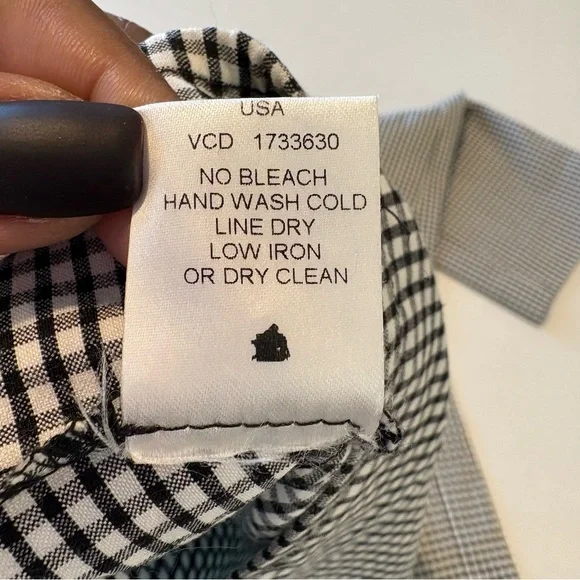 USA
VCD 1733630
NO BLEACH
HAND WASH COLD
LINE DRY
LOW IRON
OR DRY CLEAN